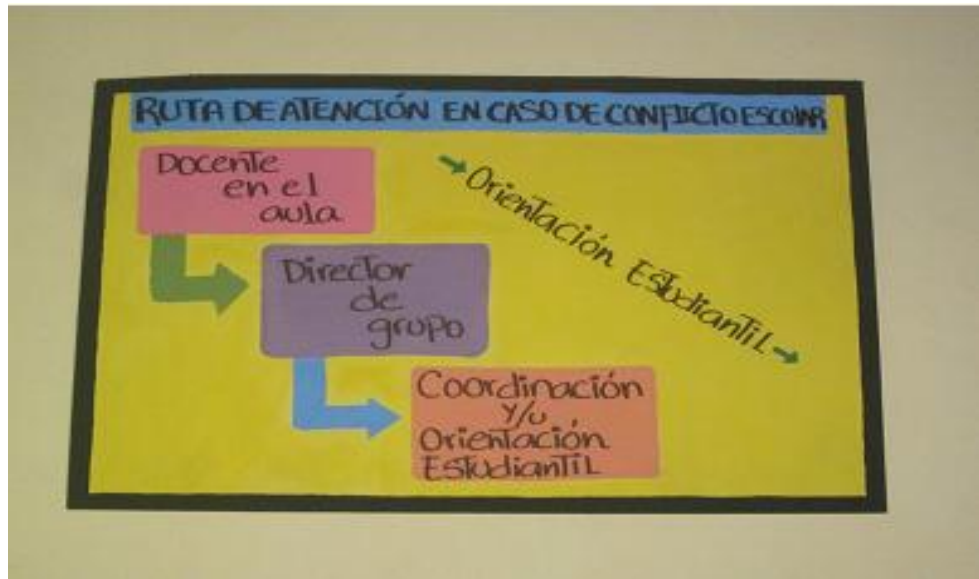 RUTA DE ATENCIÓN EN CASO DE CONFLICTO ESCOLAR
Docente
en el
aula
→ Orientación Estudiantil →
Director
de
grupo
Coordinación
y/u
Orientación
Estudiantil